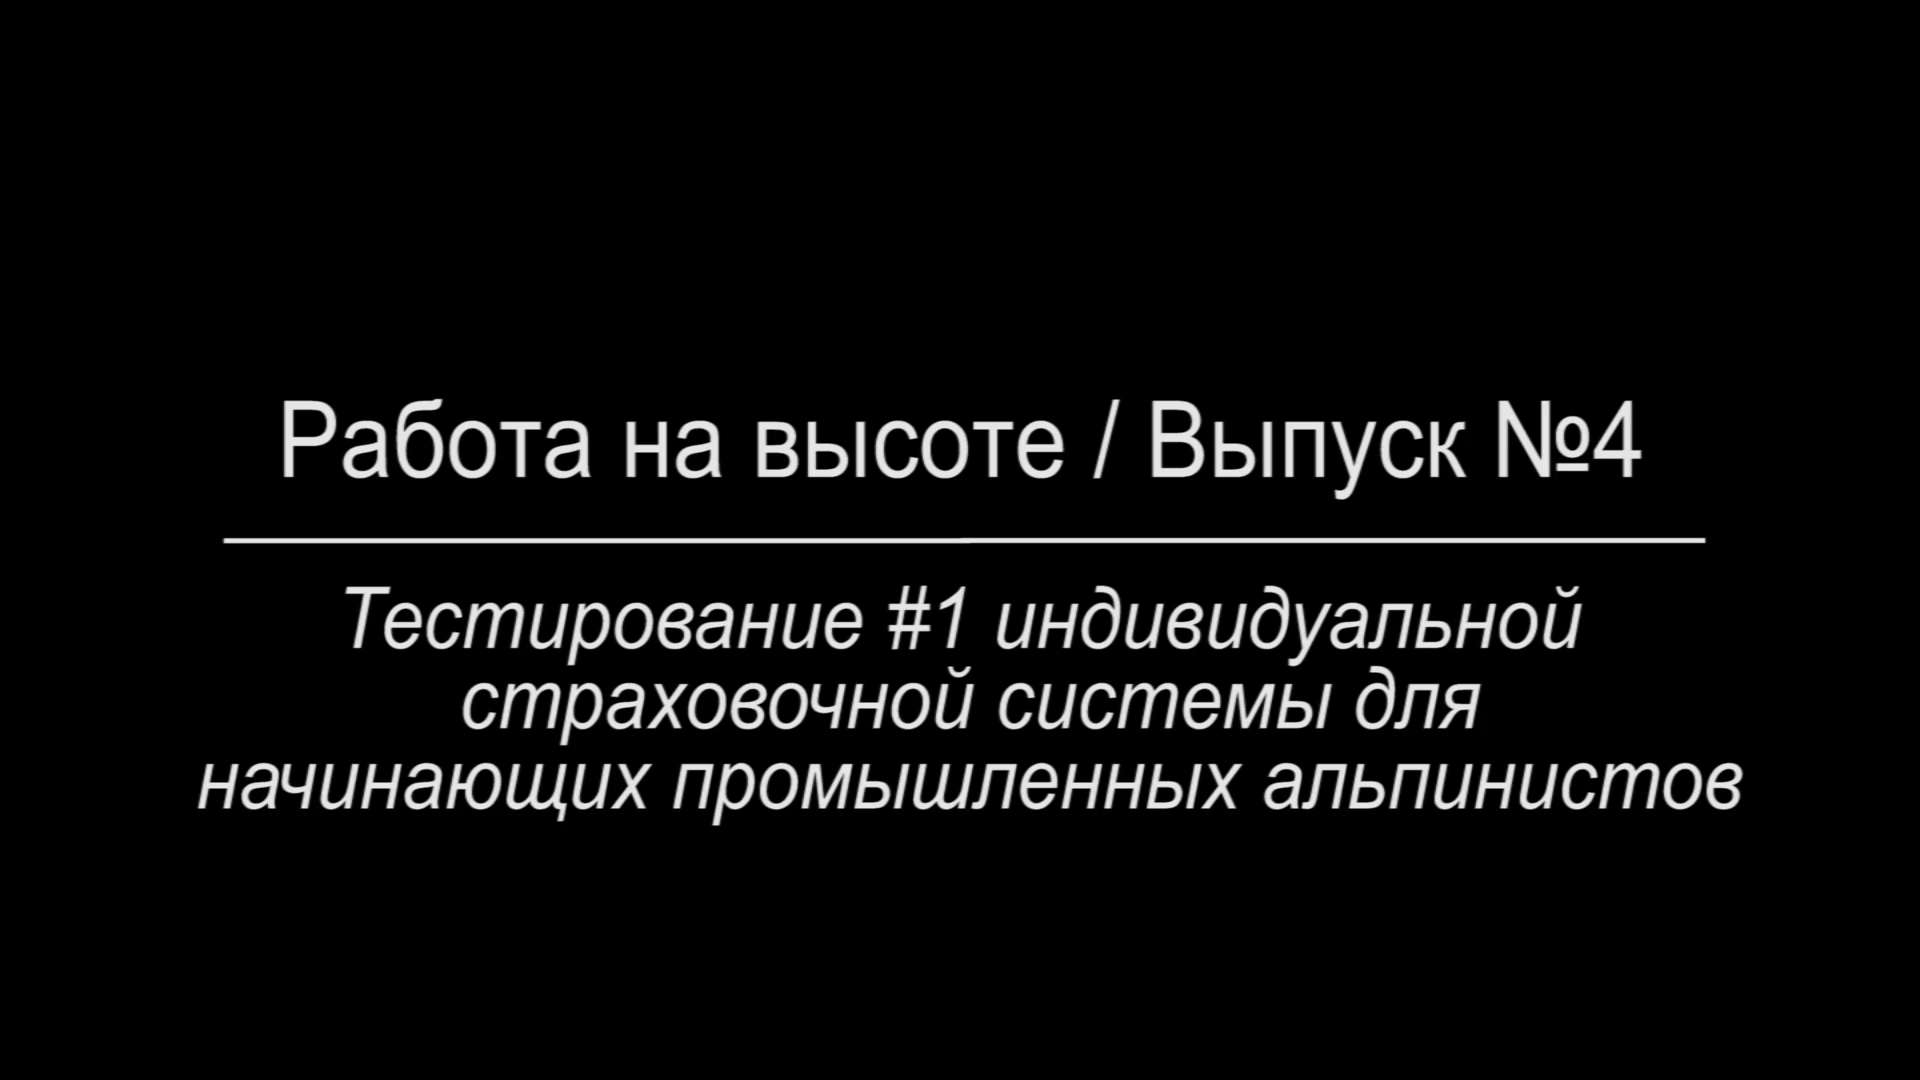 Работа на высоте / Выпуск №4
Тестирование #1 индивидуальной
страховочной системы для
начинающих промышленных альпинистов